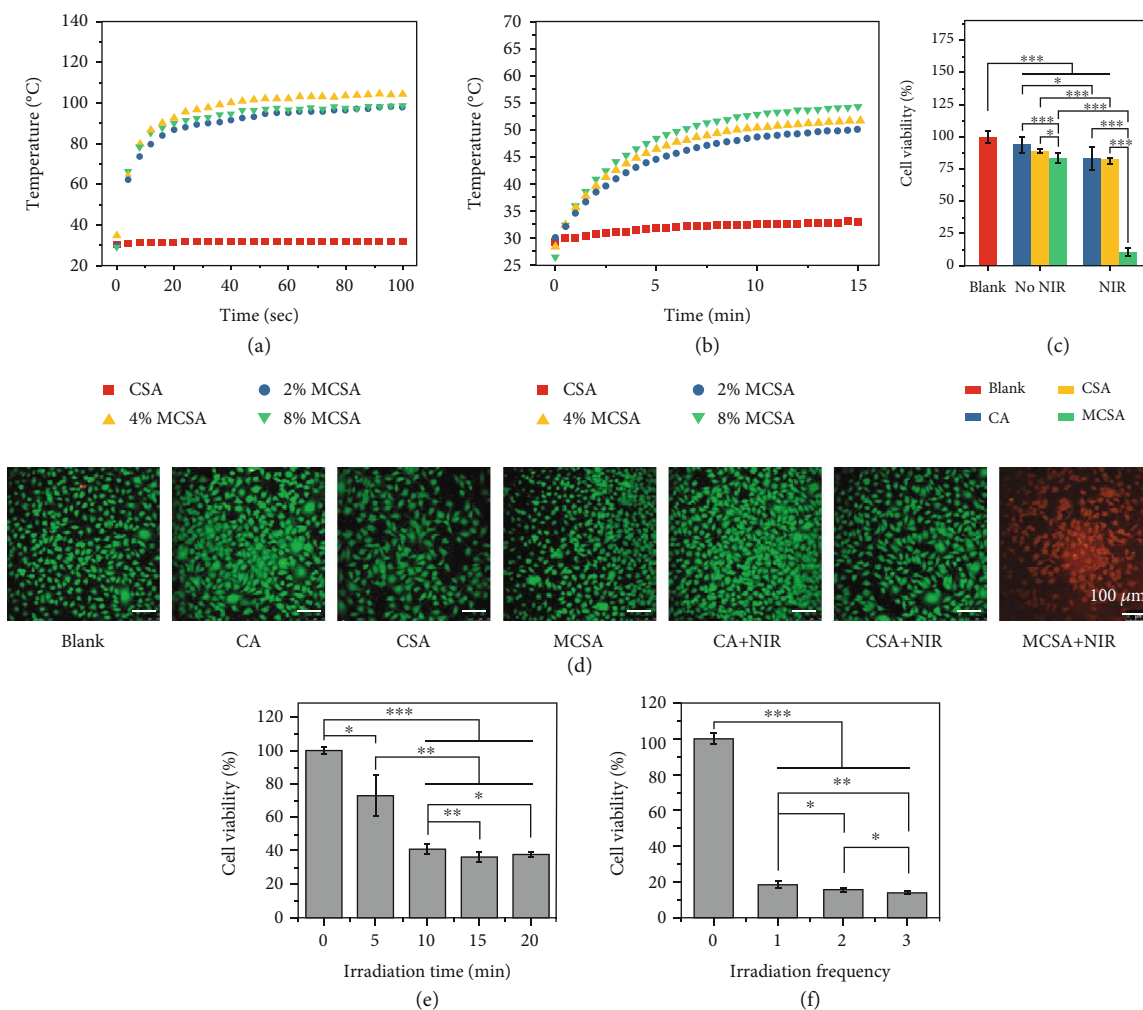 140
120
100
80
60
40
20
Temperature (°C)
0 20 40 60 80 100
Time (sec)
(a)
70
65
60
55
50
45
40
35
30
25
Temperature (°C)
0 5 10 15
Time (min)
(b)
175
150
125
100
75
50
25
0
Cell viability (%)
***
*
***
*** *** ***
* ***
Blank No NIR NIR
(c)
CSA 2% MCSA
4% MCSA 8% MCSA
CSA 2% MCSA
4% MCSA 8% MCSA
Blank CSA
CA MCSA
100 μm
Blank CA CSA MCSA CA+NIR CSA+NIR MCSA+NIR
(d)
120
100
80
60
40
20
0
Cell viability (%)
***
*
**
*
**
0 5 10 15 20
Irradiation time (min)
(e)
120
100
80
60
40
20
0
Cell viability (%)
***
**
*
*
0 1 2 3
Irradiation frequency
(f)